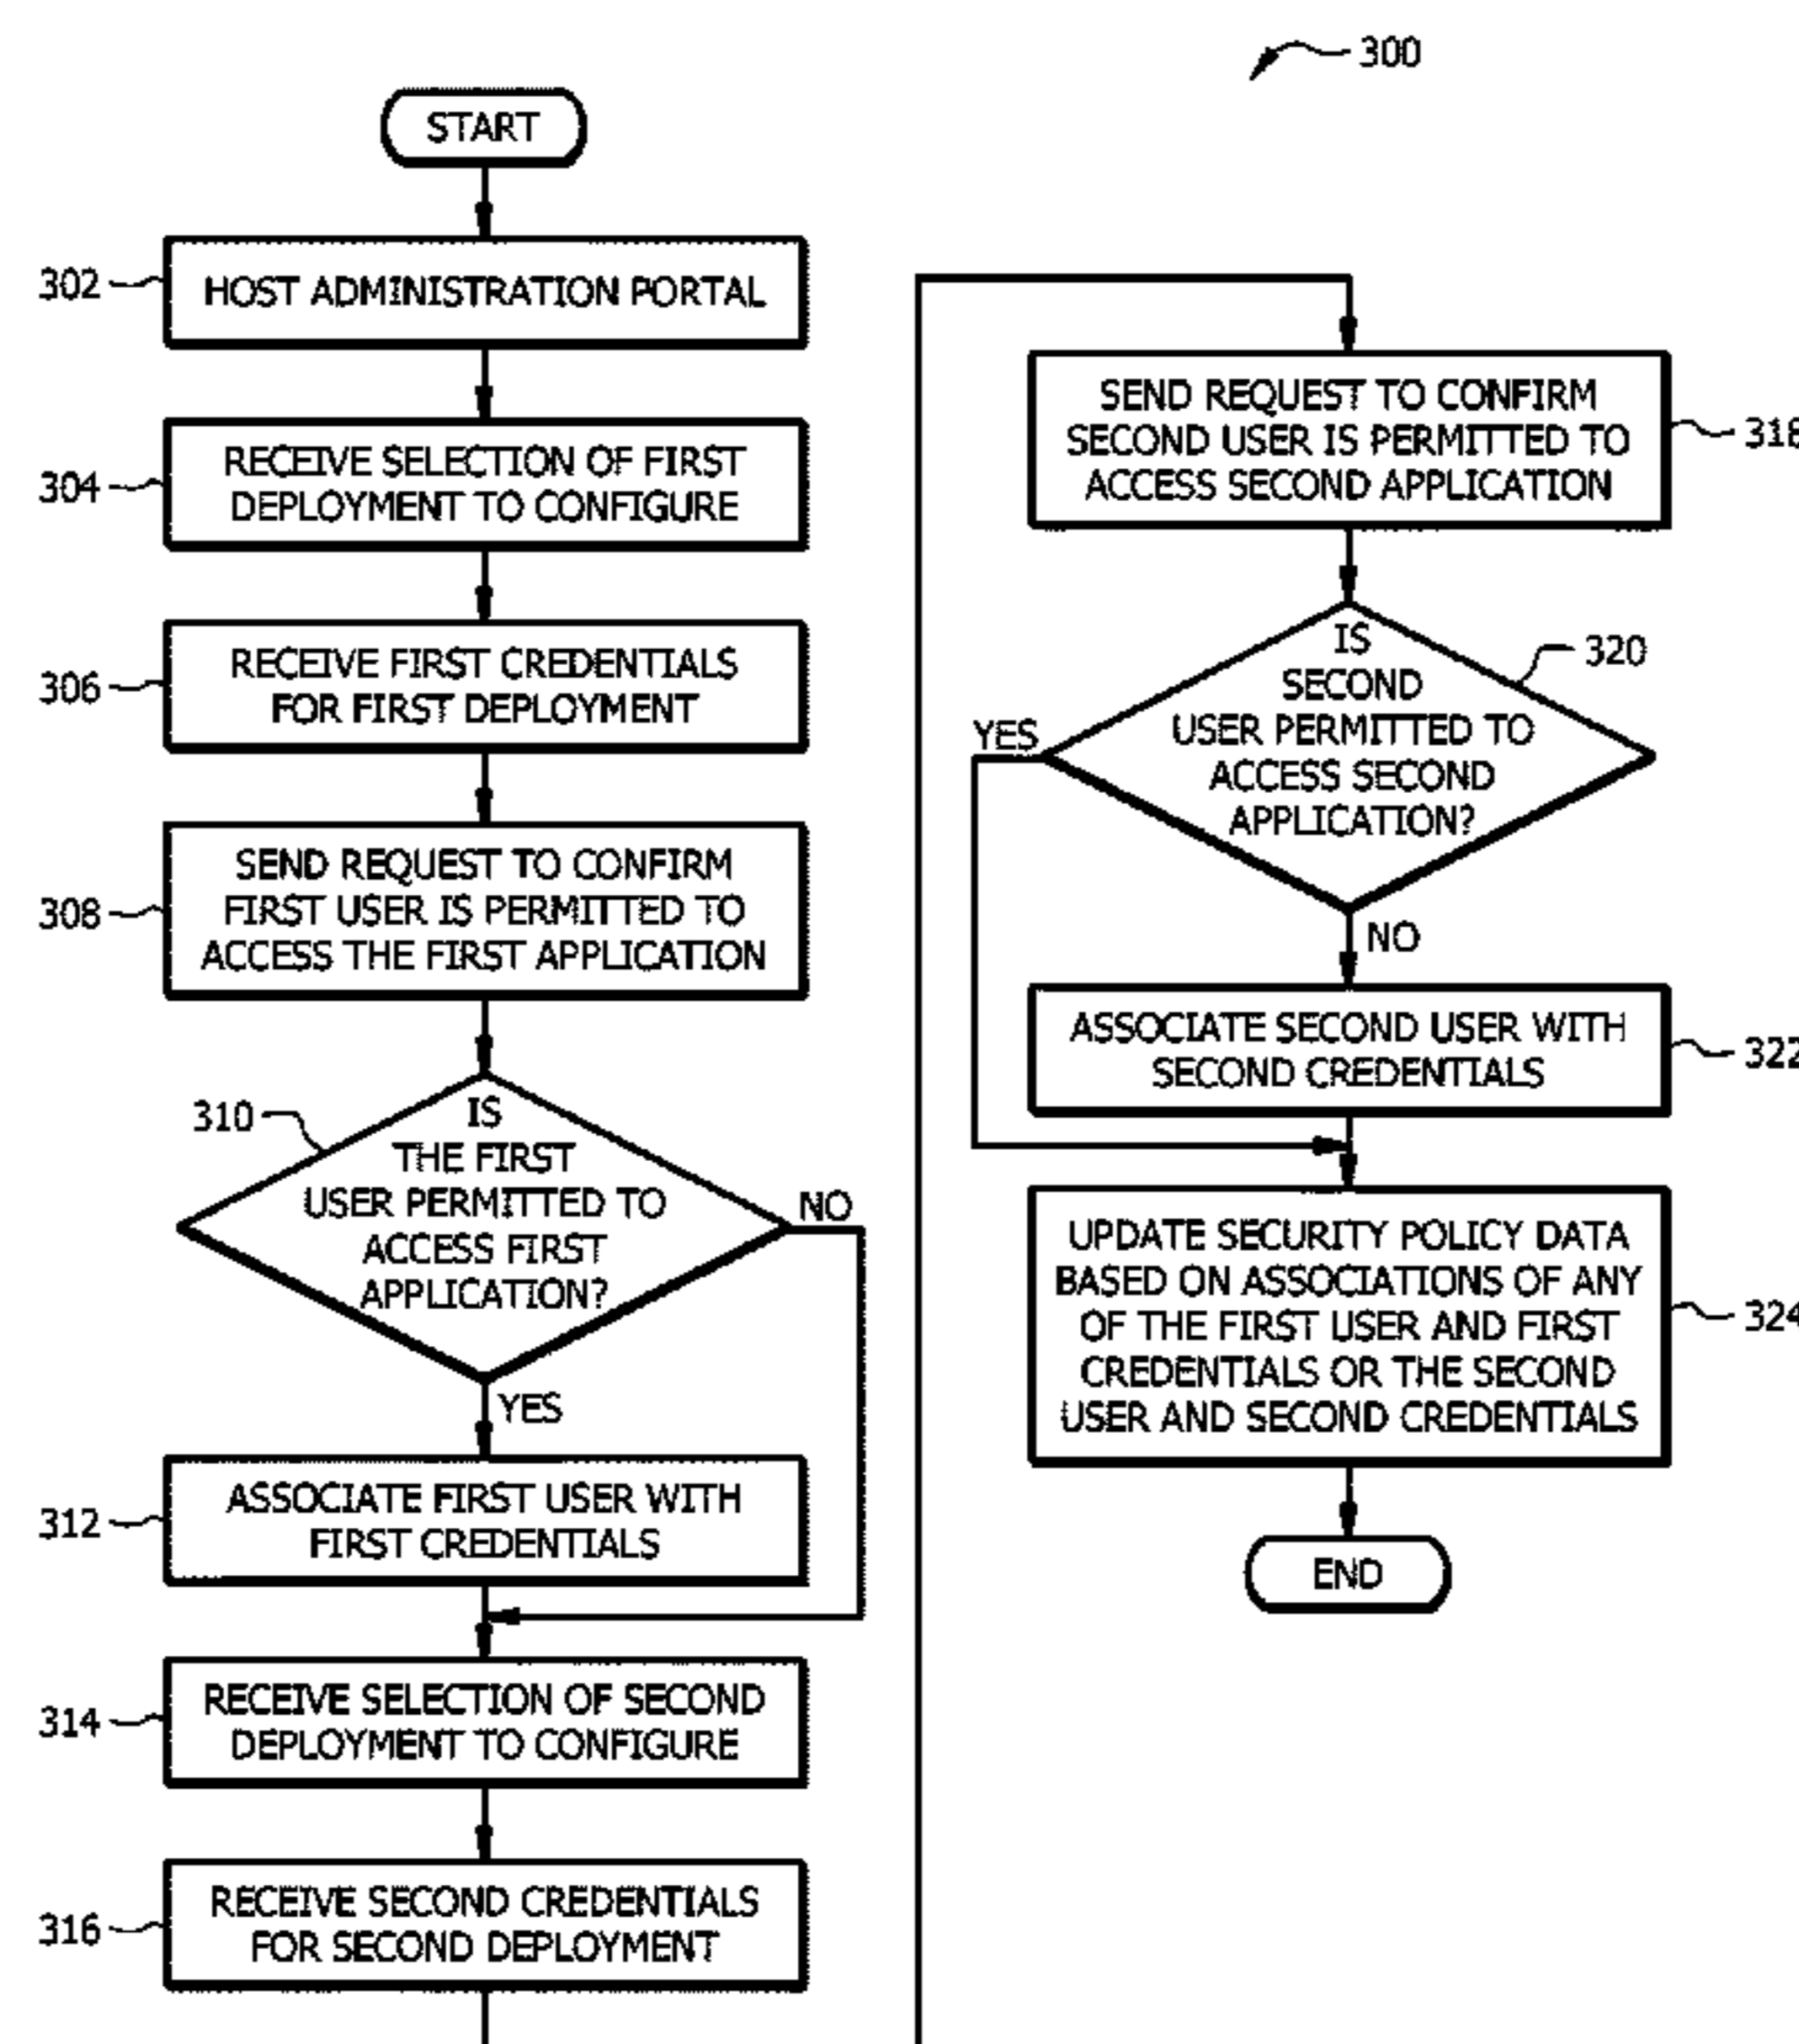 300
START
302
HOST ADMINISTRATION PORTAL
304
RECEIVE SELECTION OF FIRST
DEPLOYMENT TO CONFIGURE
306
RECEIVE FIRST CREDENTIALS
FOR FIRST DEPLOYMENT
308
SEND REQUEST TO CONFIRM
FIRST USER IS PERMITTED TO
ACCESS THE FIRST APPLICATION
310
IS
THE FIRST
USER PERMITTED TO
ACCESS FIRST
APPLICATION?
NO
YES
312
ASSOCIATE FIRST USER WITH
FIRST CREDENTIALS
314
RECEIVE SELECTION OF SECOND
DEPLOYMENT TO CONFIGURE
316
RECEIVE SECOND CREDENTIALS
FOR SECOND DEPLOYMENT
SEND REQUEST TO CONFIRM
SECOND USER IS PERMITTED TO
ACCESS SECOND APPLICATION
318
IS
SECOND
USER PERMITTED TO
ACCESS SECOND
APPLICATION?
320
YES
NO
ASSOCIATE SECOND USER WITH
SECOND CREDENTIALS
322
UPDATE SECURITY POLICY DATA
BASED ON ASSOCIATIONS OF ANY
OF THE FIRST USER AND FIRST
CREDENTIALS OR THE SECOND
USER AND SECOND CREDENTIALS
324
END